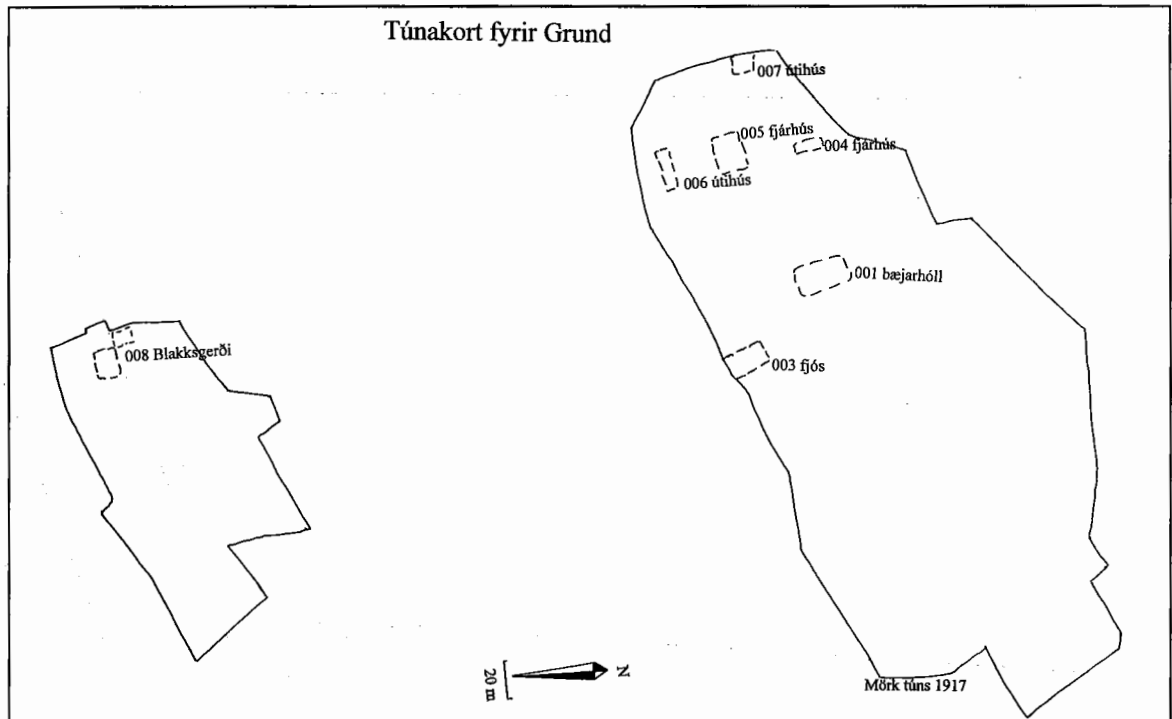 Túnakort fyrir Grund
007 útihús
005 fjárhús
004 fjárhús
006 útihús
001 bæjarhóll
003 fjós
008 Blakksgerði
20 m
N
Mörk túns 1917